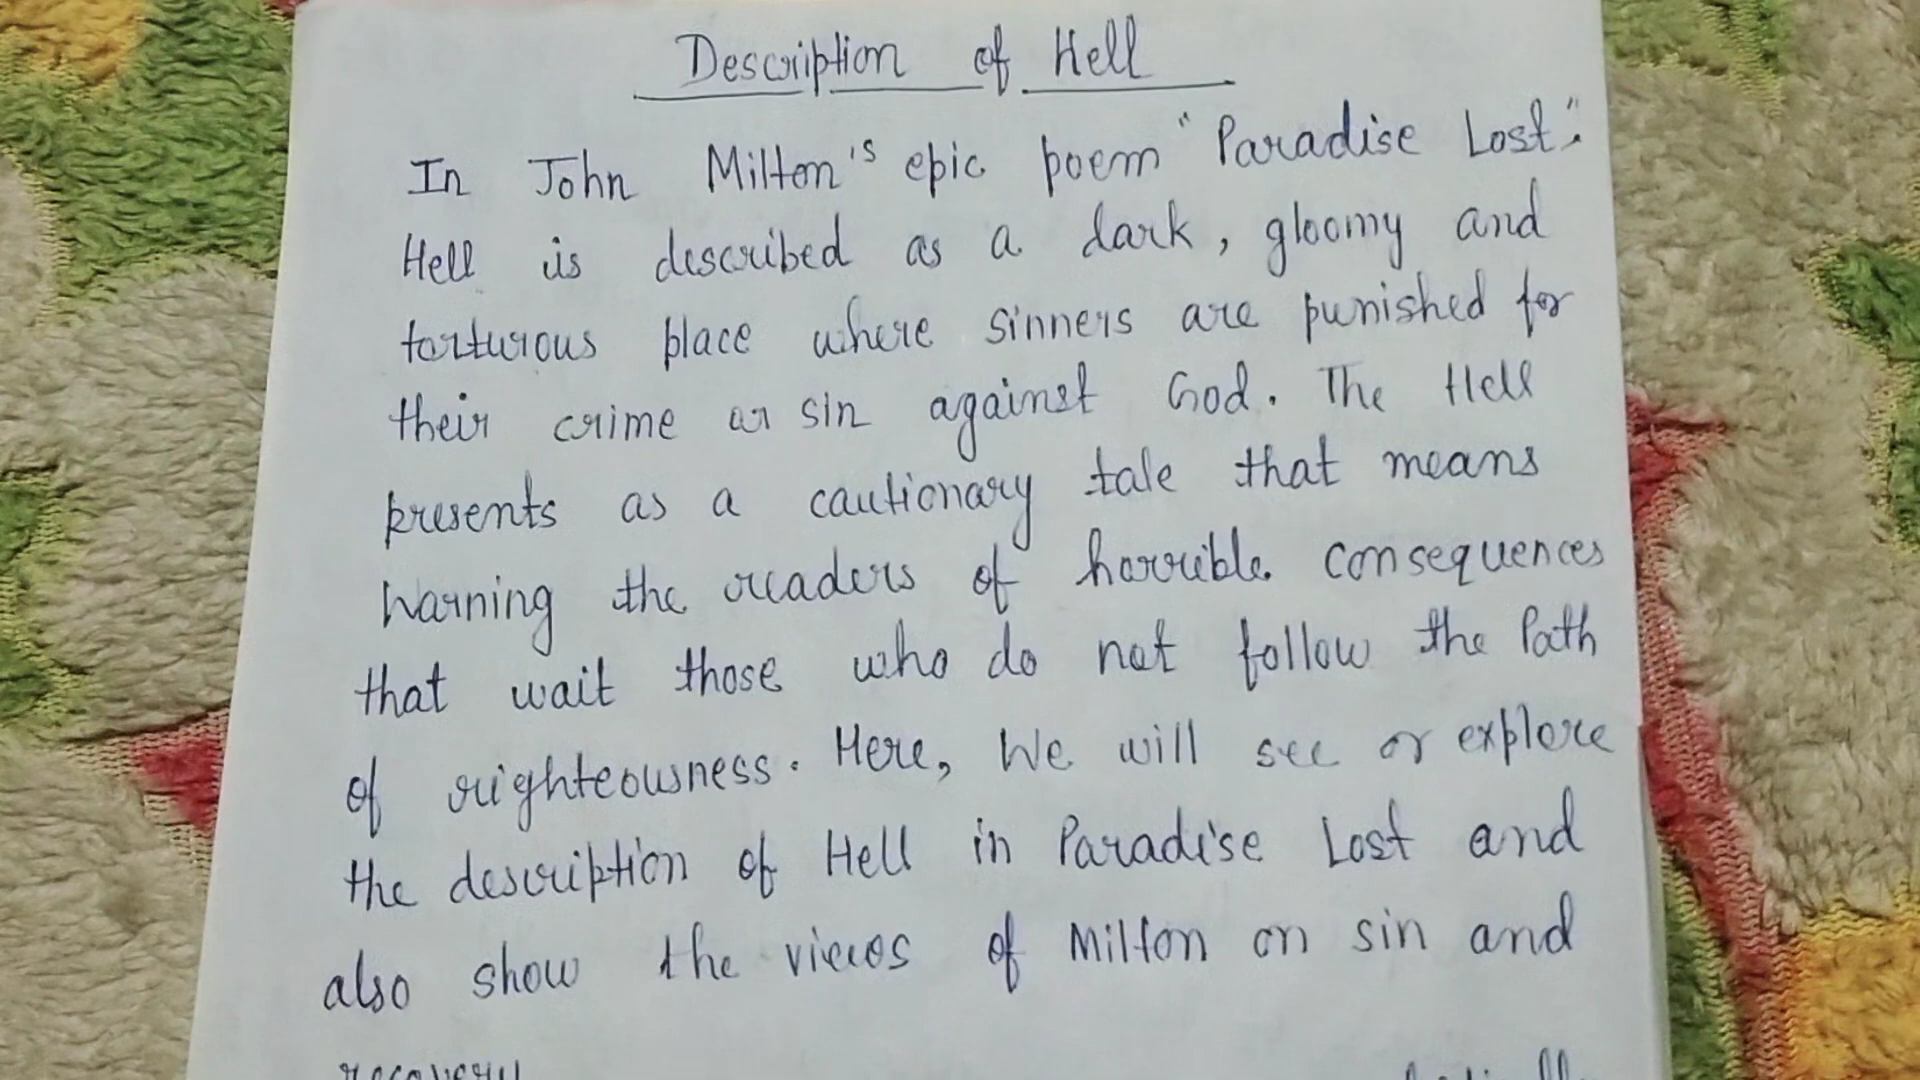 Description of Hell
In John Milton's epic poem "Paradise Lost".
Hell is described as a dark, gloomy and
torturous place where sinners are punished for
their crime or sin against God. The Hell
presents as a cautionary tale that means
Warning the readers of horrible consequences
that wait those who do not follow the Path
of righteousness. Here, We will see or explore
the description of Hell in Paradise Lost and
also show the views of Milton on sin and
recovery